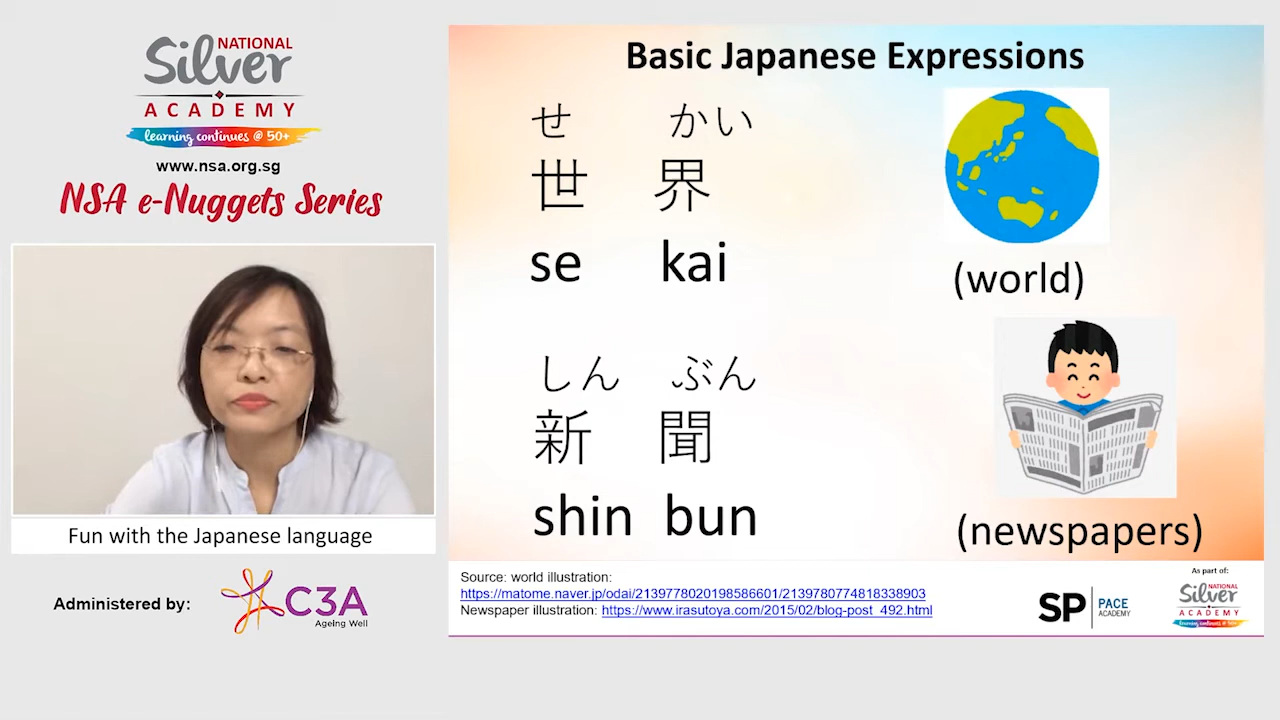 NATIONAL
Silver
ACADEMY
learning continues @ 50+
www.nsa.org.sg
NSA e-Nuggets Series
Fun with the Japanese language
Administered by:
C3A
Ageing Well
Basic Japanese Expressions
せ かい
世 界
se kai
(world)
しん ぶん
新 聞
shin bun
(newspapers)
Source: world illustration:
https://matome.naver.jp/odai/2139778020198586601/2139780774818338903
Newspaper illustration: https://www.irasutoya.com/2015/02/blog-post_492.html
SP
PACE
ACADEMY
As part of:
NATIONAL
Silver
ACADEMY
learning continues @ 50+